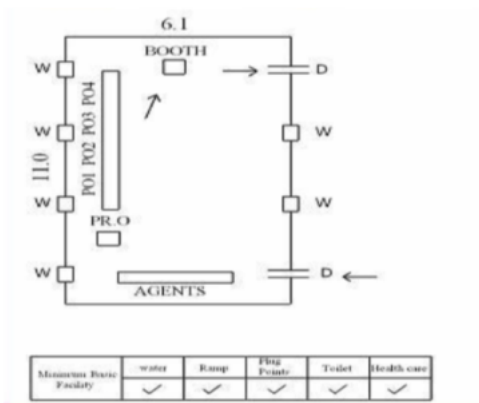 6.1
BOOTH
W D
W W
W W
W D
11.0
PO1 PO2 PO3 PO4
PR.O
AGENTS
Minimum Basic Facility water Ramp Plug Points Toilet Health care